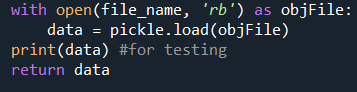 with open(file_name, 'rb') as objFile:
    data = pickle.load(objFile)
print(data) #for testing
return data